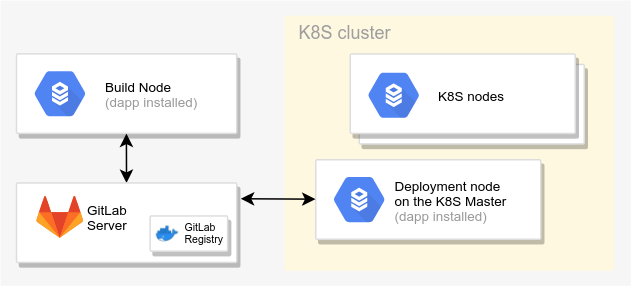 K8S cluster
Build Node
(dapp installed)
K8S nodes
GitLab
Server
GitLab
Registry
Deployment node
on the K8S Master
(dapp installed)